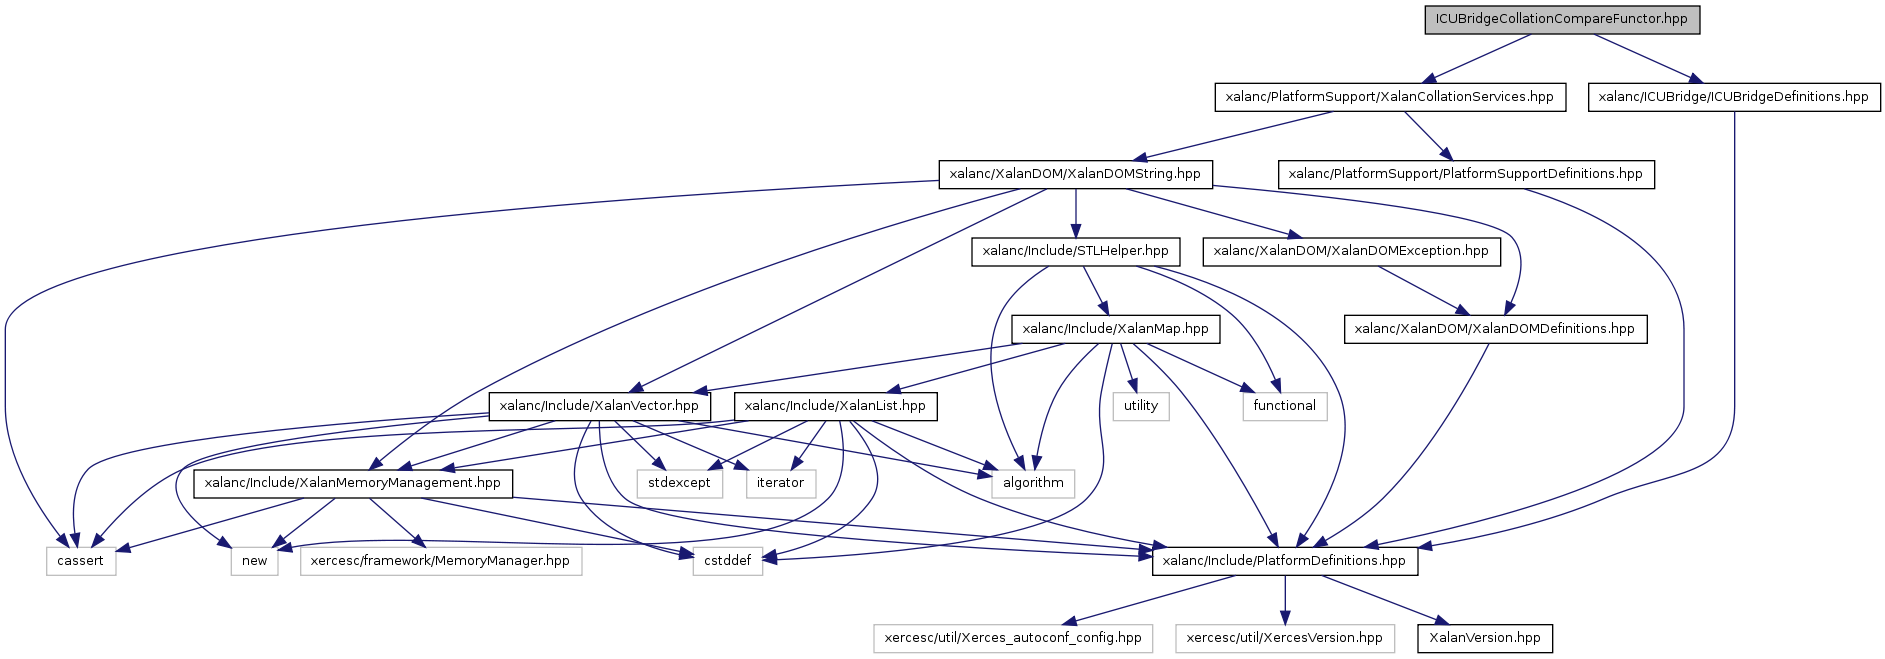 ICUBridgeCollationCompareFunctor.hpp
xalanc/PlatformSupport/XalanCollationServices.hpp
xalanc/ICUBridge/ICUBridgeDefinitions.hpp
xalanc/XalanDOM/XalanDOMString.hpp
xalanc/PlatformSupport/PlatformSupportDefinitions.hpp
xalanc/Include/STLHelper.hpp
xalanc/XalanDOM/XalanDOMException.hpp
xalanc/Include/XalanMap.hpp
xalanc/XalanDOM/XalanDOMDefinitions.hpp
xalanc/Include/XalanVector.hpp
xalanc/Include/XalanList.hpp
utility
functional
xalanc/Include/XalanMemoryManagement.hpp
stdexcept
iterator
algorithm
cassert
new
xercesc/framework/MemoryManager.hpp
cstddef
xalanc/Include/PlatformDefinitions.hpp
xercesc/util/Xerces_autoconf_config.hpp
xercesc/util/XercesVersion.hpp
XalanVersion.hpp